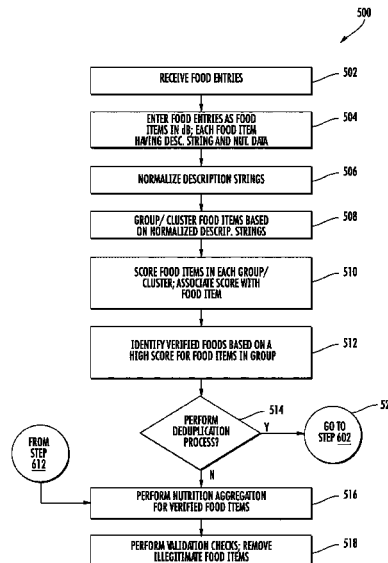 500
RECEIVE FOOD ENTRIES
502
ENTER FOOD ENTRIES AS FOOD
ITEMS IN dB; EACH FOOD ITEM
HAVING DESC. STRING AND NUT. DATA
504
NORMALIZE DESCRIPTION STRINGS
506
GROUP/ CLUSTER FOOD ITEMS BASED
ON NORMALIZED DESCRIP. STRINGS
508
SCORE FOOD ITEMS IN EACH GROUP/
CLUSTER; ASSOCIATE SCORE WITH
FOOD ITEM
510
IDENTIFY VERIFIED FOODS BASED ON A
HIGH SCORE FOR FOOD ITEMS IN GROUP
512
PERFORM
DEDUPLICATION
PROCESS?
514
Y
GO TO
STEP 602
N
FROM
STEP
612
PERFORM NUTRITION AGGREGATION
FOR VERIFIED FOOD ITEMS
516
PERFORM VALIDATION CHECKS; REMOVE
ILLEGITIMATE FOOD ITEMS
518